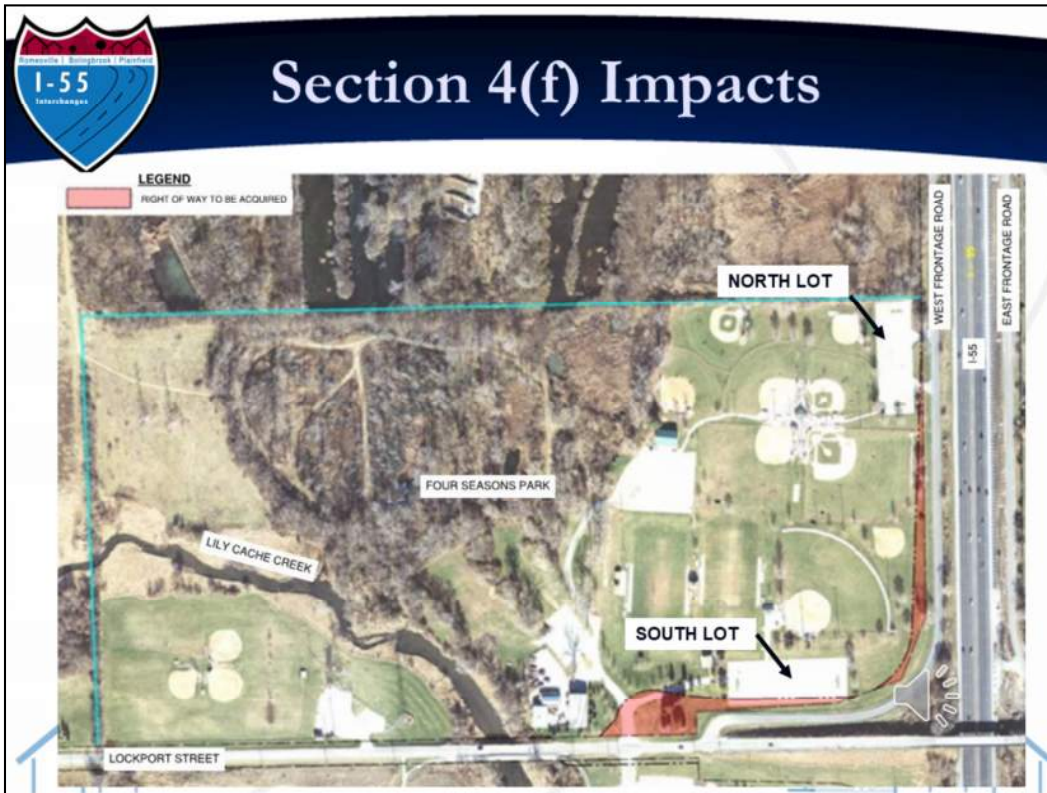 Romeoville | Bolingbrook | Plainfield
I-55
Interchanges
Section 4(f) Impacts
LEGEND
RIGHT OF WAY TO BE ACQUIRED
NORTH LOT
WEST FRONTAGE ROAD
I-55
EAST FRONTAGE ROAD
FOUR SEASONS PARK
LILY CACHE CREEK
SOUTH LOT
LOCKPORT STREET